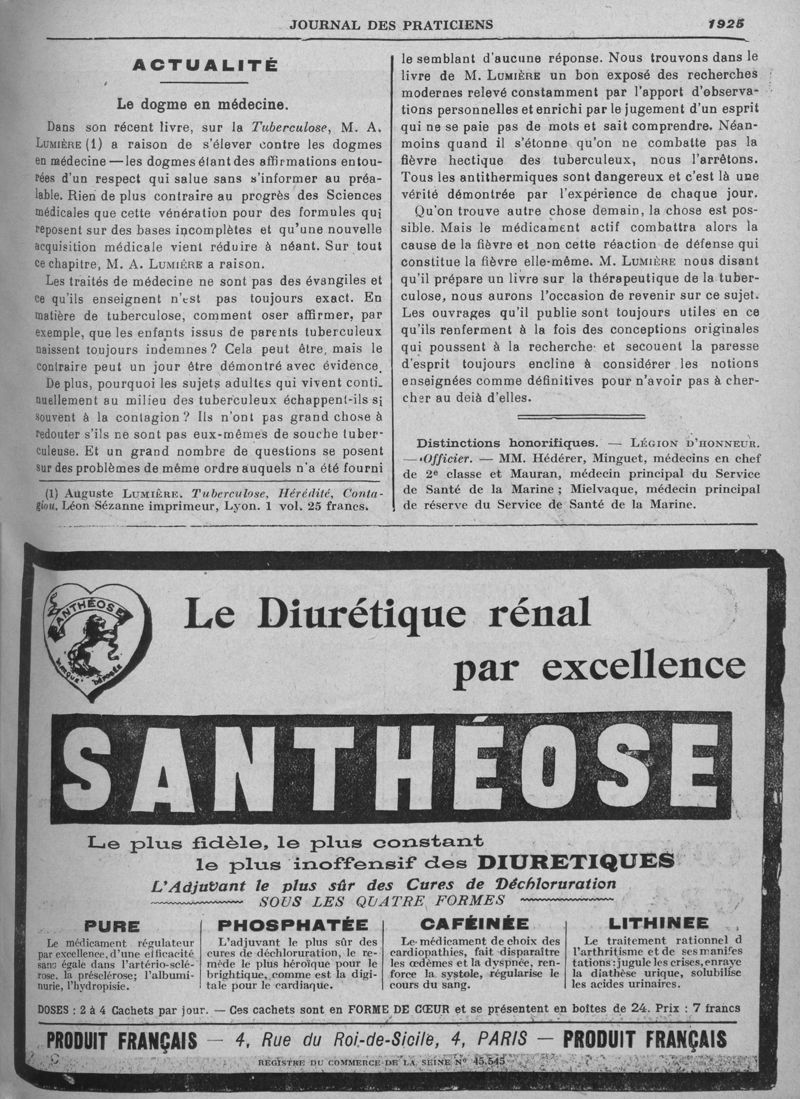 JOURNAL DES PRATICIENS
1925
ACTUALITÉ
Le dogme en médecine.
Dans son récent livre, sur la Tuberculose, M. A.
LUMIÈRE (1) a raison de s'élever contre les dogmes
en médecine — les dogmes étant des affirmations entou-
rées d'un respect qui salue sans s'informer au préa-
lable. Rien de plus contraire au progrès des Sciences
médicales que cette vénération pour des formules qui
reposent sur des bases incomplètes et qu'une nouvelle
acquisition médicale vient réduire à néant. Sur tout
ce chapitre, M. A. LUMIÈRE a raison.
Les traités de médecine ne sont pas des évangiles et
ce qu'ils enseignent n'est pas toujours exact. En
matière de tuberculose, comment oser affirmer, par
exemple, que les enfants issus de parents tuberculeux
naissent toujours indemnes ? Cela peut être, mais le
contraire peut un jour être démontré avec évidence.
De plus, pourquoi les sujets adultes qui vivent conti-
nuellement au milieu des tuberculeux échappent-ils si
souvent à la contagion ? Ils n'ont pas grand chose à
redouter s'ils ne sont pas eux-mêmes de souche tuber-
culeuse. Et un grand nombre de questions se posent
sur des problèmes de même ordre auquels n'a été fourni
(1) Auguste LUMIÈRE. Tuberculose, Hérédité, Conta-
giou. Léon Sézanne imprimeur, Lyon. 1 vol. 25 francs.
le semblant d'aucune réponse. Nous trouvons dans le
livre de M. LUMIÈRE un bon exposé des recherches
modernes relevé constamment par l'apport d'observa-
tions personnelles et enrichi par le jugement d'un esprit
qui ne se paie pas de mots et sait comprendre. Néan-
moins quand il s'étonne qu'on ne combatte pas la
fièvre hectique des tuberculeux, nous l'arrêtons.
Tous les antithermiques sont dangereux et c'est là une
vérité démontrée par l'expérience de chaque jour.
Qu'on trouve autre chose demain, la chose est pos-
sible. Mais le médicament actif combattra alors la
cause de la fièvre et non cette réaction de défense qui
constitue la fièvre elle-même. M. LUMIÈRE nous disant
qu'il prépare un livre sur la thérapeutique de la tuber-
culose, nous aurons l'occasion de revenir sur ce sujet.
Les ouvrages qu'il publie sont toujours utiles en ce
qu'ils renferment à la fois des conceptions originales
qui poussent à la recherche et secouent la paresse
d'esprit toujours encline à considérer les notions
enseignées comme définitives pour n'avoir pas à cher-
cher au delà d'elles.
Distinctions honorifiques. — LÉGION D'HONNEUR.
— Officier. — MM. Hédérer, Minguet, médecins en chef
de 2e classe et Mauran, médecin principal du Service
de Santé de la Marine ; Mielvaque, médecin principal
de réserve du Service de Santé de la Marine.
SANTHÉOSE
MARQUE DÉPOSÉE
Le Diurétique rénal
par excellence
SANTHÉOSE
Le plus fidèle, le plus constant
le plus inoffensif des DIURETIQUES
L'Adjuvant le plus sûr des Cures de Déchloruration
SOUS LES QUATRE FORMES
PURE
Le médicament régulateur
par excellence, d'une efficacité
sans égale dans l'artério-sclé-
rose, la présclérose; l'albumi-
nurie, l'hydropisie.
PHOSPHATÉE
L'adjuvant le plus sûr des
cures de déchloruration, le re-
mède le plus héroïque pour le
brightique, comme est la digi-
tale pour le cardiaque.
CAFÉINÉE
Le médicament de choix des
cardiopathies, fait disparaître
les œdèmes et la dyspnée, ren-
force la systole, régularise le
cours du sang.
LITHINEE
Le traitement rationnel d
l'arthritisme et de ses manifes
tations: jugule les crises, enraye
la diathèse urique, solubilise
les acides urinaires.
DOSES : 2 à 4 Cachets par jour. — Ces cachets sont en FORME DE CŒUR et se présentent en boîtes de 24. Prix : 7 francs
PRODUIT FRANÇAIS — 4, Rue du Roi-de-Sicile, 4, PARIS — PRODUIT FRANÇAIS
REGISTRE DU COMMERCE DE LA SEINE N° 45.545